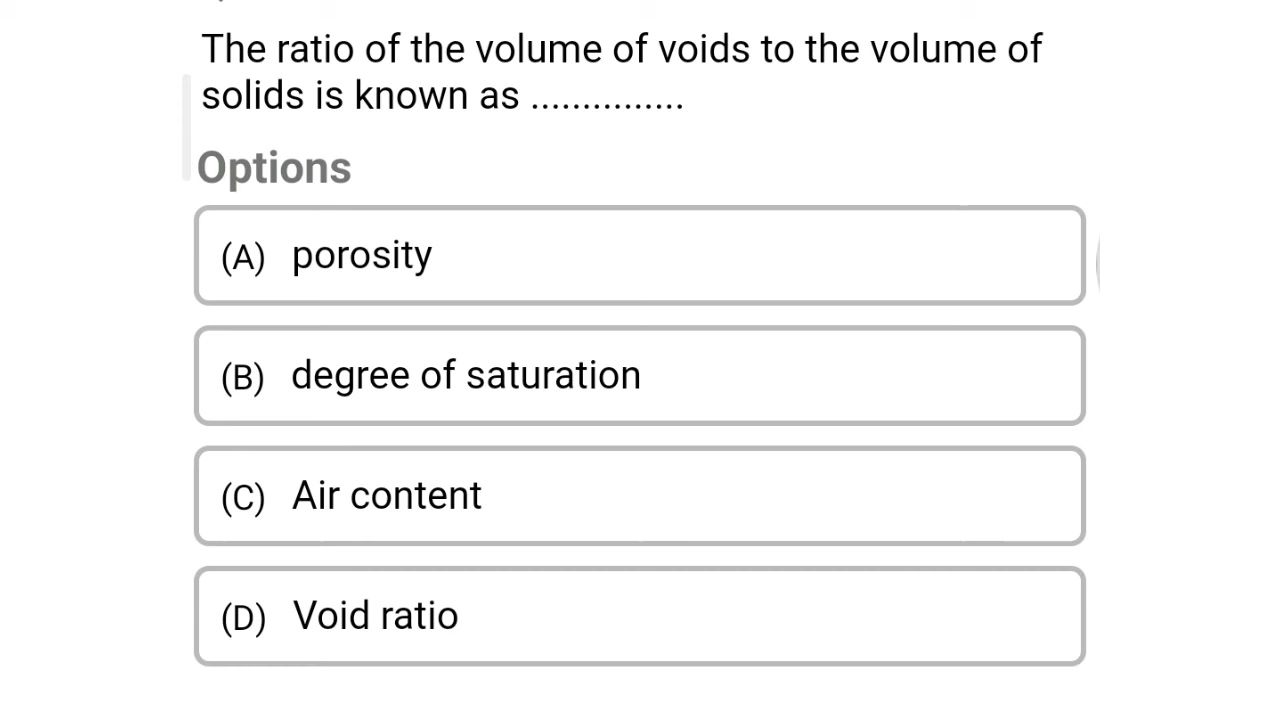 The ratio of the volume of voids to the volume of
solids is known as ...............
Options
(A) porosity
(B) degree of saturation
(C) Air content
(D) Void ratio